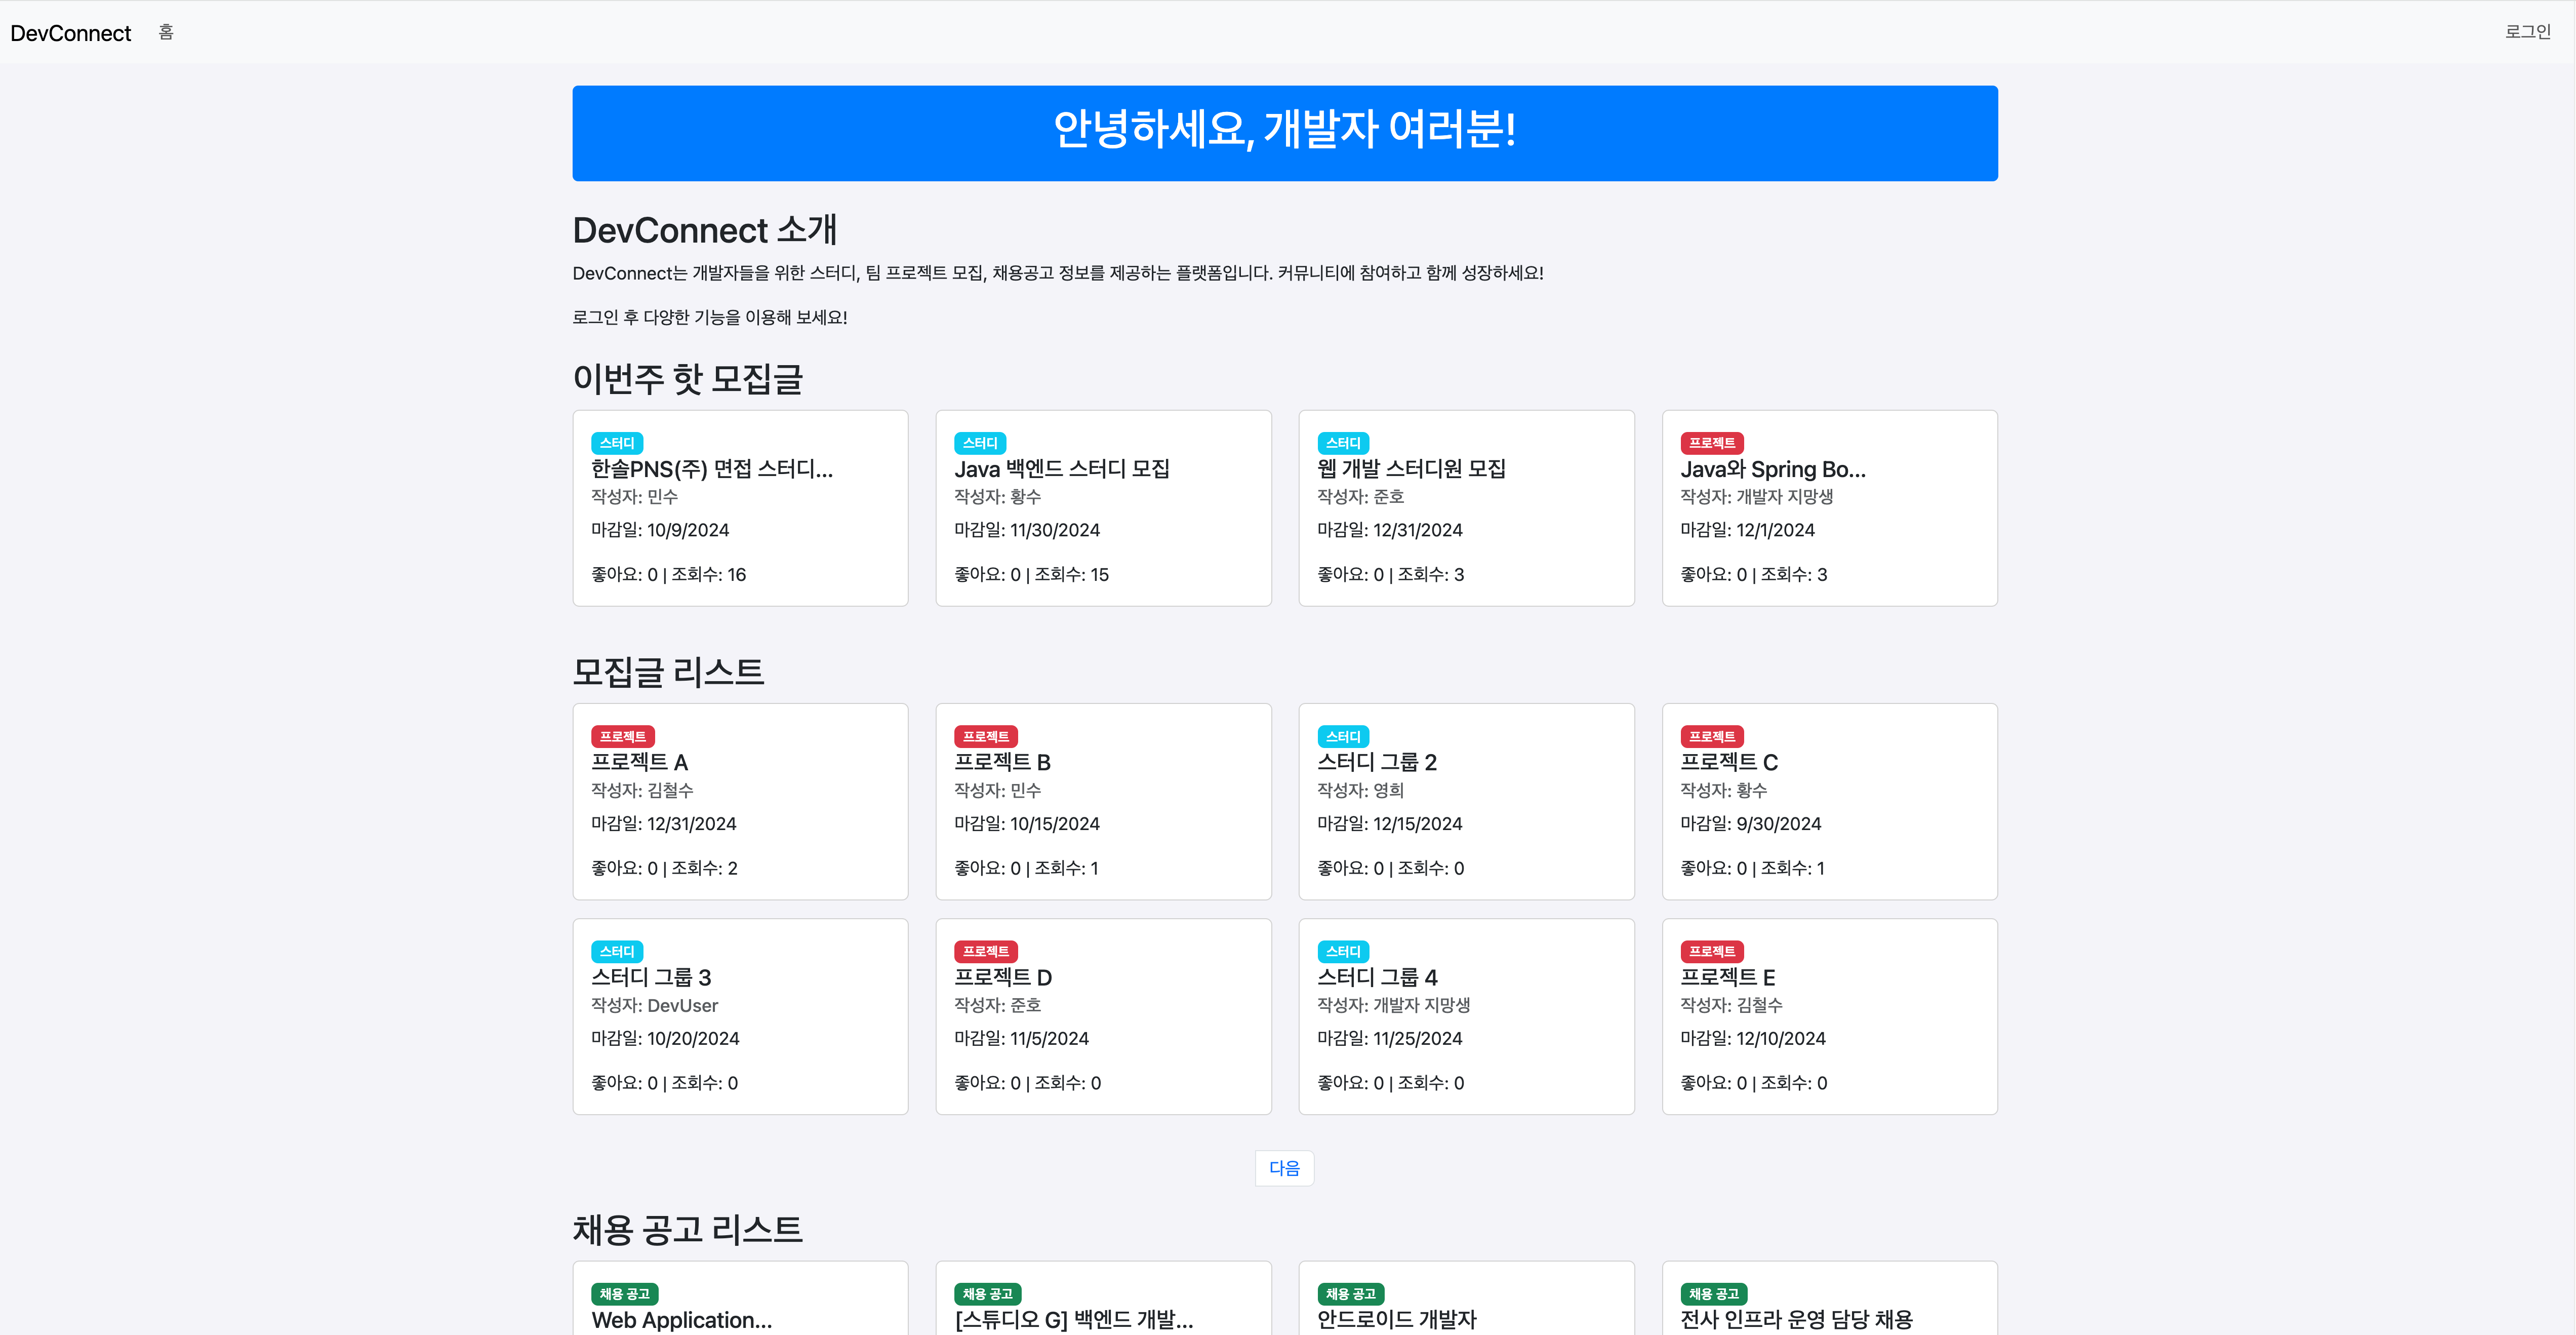 DevConnect 홈 로그인
안녕하세요, 개발자 여러분!
DevConnect 소개
DevConnect는 개발자들을 위한 스터디, 팀 프로젝트 모집, 채용공고 정보를 제공하는 플랫폼입니다. 커뮤니티에 참여하고 함께 성장하세요!
로그인 후 다양한 기능을 이용해 보세요!
이번주 핫 모집글
스터디
한솔PNS(주) 면접 스터디...
작성자: 민수
마감일: 10/9/2024
좋아요: 0 | 조회수: 16
스터디
Java 백엔드 스터디 모집
작성자: 황수
마감일: 11/30/2024
좋아요: 0 | 조회수: 15
스터디
웹 개발 스터디원 모집
작성자: 준호
마감일: 12/31/2024
좋아요: 0 | 조회수: 3
프로젝트
Java와 Spring Bo...
작성자: 개발자 지망생
마감일: 12/1/2024
좋아요: 0 | 조회수: 3
모집글 리스트
프로젝트
프로젝트 A
작성자: 김철수
마감일: 12/31/2024
좋아요: 0 | 조회수: 2
프로젝트
프로젝트 B
작성자: 민수
마감일: 10/15/2024
좋아요: 0 | 조회수: 1
스터디
스터디 그룹 2
작성자: 영희
마감일: 12/15/2024
좋아요: 0 | 조회수: 0
프로젝트
프로젝트 C
작성자: 황수
마감일: 9/30/2024
좋아요: 0 | 조회수: 1
스터디
스터디 그룹 3
작성자: DevUser
마감일: 10/20/2024
좋아요: 0 | 조회수: 0
프로젝트
프로젝트 D
작성자: 준호
마감일: 11/5/2024
좋아요: 0 | 조회수: 0
스터디
스터디 그룹 4
작성자: 개발자 지망생
마감일: 11/25/2024
좋아요: 0 | 조회수: 0
프로젝트
프로젝트 E
작성자: 김철수
마감일: 12/10/2024
좋아요: 0 | 조회수: 0
다음
채용 공고 리스트
채용 공고
Web Application...
채용 공고
[스튜디오 G] 백엔드 개발...
채용 공고
안드로이드 개발자
채용 공고
전사 인프라 운영 담당 채용